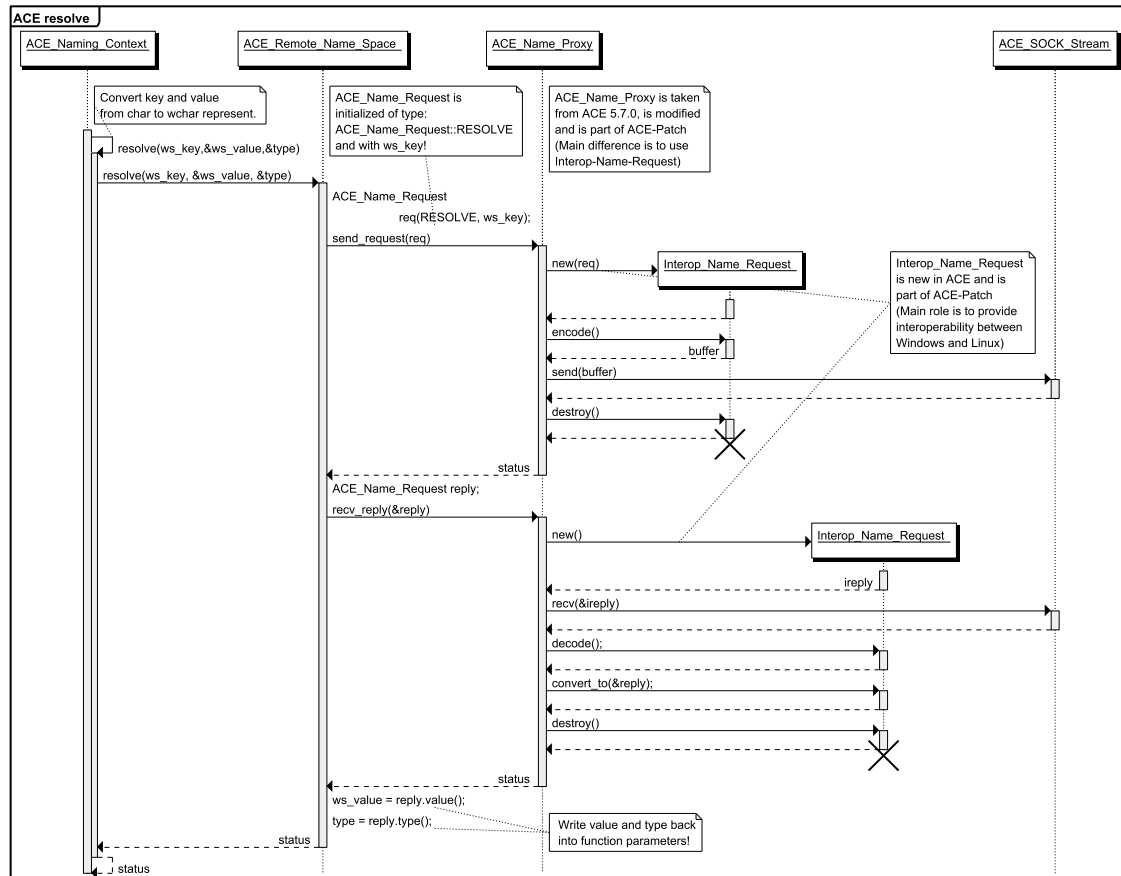 ACE resolve
ACE_Naming_Context
ACE_Remote_Name_Space
ACE_Name_Proxy
ACE_SOCK_Stream
Convert key and value
from char to wchar represent.
ACE_Name_Request is
initialized of type:
ACE_Name_Request::RESOLVE
and with ws_key!
ACE_Name_Proxy is taken
from ACE 5.7.0, is modified
and is part of ACE-Patch
(Main difference is to use
Interop-Name-Request)
resolve(ws_key,&ws_value,&type)
resolve(ws_key, &ws_value, &type)
ACE_Name_Request
req(RESOLVE, ws_key);
send_request(req)
new(req)
Interop_Name_Request
Interop_Name_Request
is new in ACE and is
part of ACE-Patch
(Main role is to provide
interoperability between
Windows and Linux)
encode()
buffer
send(buffer)
destroy()
status
ACE_Name_Request reply;
recv_reply(&reply)
new()
Interop_Name_Request
ireply
recv(&ireply)
decode();
convert_to(&reply);
destroy()
status
ws_value = reply.value();
type = reply.type();
Write value and type back
into function parameters!
status
status